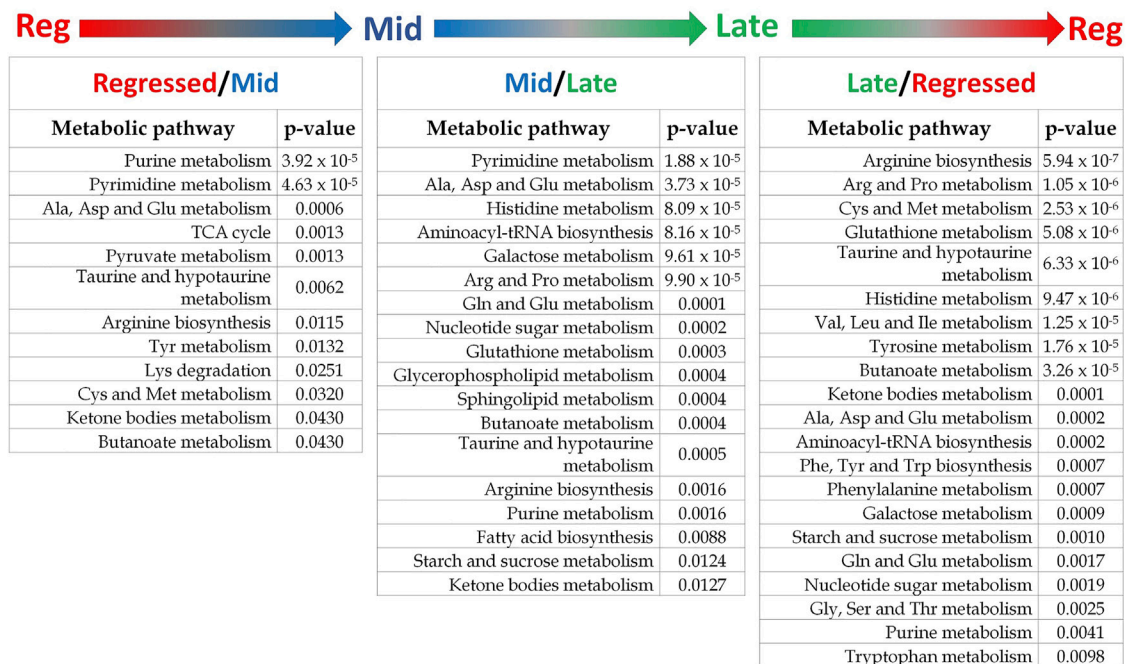 Reg Mid Late Reg
Regressed/Mid
Metabolic pathway p-value
Purine metabolism 3.92 x 10-5
Pyrimidine metabolism 4.63 x 10-5
Ala, Asp and Glu metabolism 0.0006
TCA cycle 0.0013
Pyruvate metabolism 0.0013
Taurine and hypotaurine
metabolism 0.0062
Arginine biosynthesis 0.0115
Tyr metabolism 0.0132
Lys degradation 0.0251
Cys and Met metabolism 0.0320
Ketone bodies metabolism 0.0430
Butanoate metabolism 0.0430
Mid/Late
Metabolic pathway p-value
Pyrimidine metabolism 1.88 x 10-5
Ala, Asp and Glu metabolism 3.73 x 10-5
Histidine metabolism 8.09 x 10-5
Aminoacyl-tRNA biosynthesis 8.16 x 10-5
Galactose metabolism 9.61 x 10-5
Arg and Pro metabolism 9.90 x 10-5
Gln and Glu metabolism 0.0001
Nucleotide sugar metabolism 0.0002
Glutathione metabolism 0.0003
Glycerophospholipid metabolism 0.0004
Sphingolipid metabolism 0.0004
Butanoate metabolism 0.0004
Taurine and hypotaurine
metabolism 0.0005
Arginine biosynthesis 0.0016
Purine metabolism 0.0016
Fatty acid biosynthesis 0.0088
Starch and sucrose metabolism 0.0124
Ketone bodies metabolism 0.0127
Late/Regressed
Metabolic pathway p-value
Arginine biosynthesis 5.94 x 10-7
Arg and Pro metabolism 1.05 x 10-6
Cys and Met metabolism 2.53 x 10-6
Glutathione metabolism 5.08 x 10-6
Taurine and hypotaurine
metabolism 6.33 x 10-6
Histidine metabolism 9.47 x 10-6
Val, Leu and Ile metabolism 1.25 x 10-5
Tyrosine metabolism 1.76 x 10-5
Butanoate metabolism 3.26 x 10-5
Ketone bodies metabolism 0.0001
Ala, Asp and Glu metabolism 0.0002
Aminoacyl-tRNA biosynthesis 0.0002
Phe, Tyr and Trp biosynthesis 0.0007
Phenylalanine metabolism 0.0007
Galactose metabolism 0.0009
Starch and sucrose metabolism 0.0010
Gln and Glu metabolism 0.0017
Nucleotide sugar metabolism 0.0019
Gly, Ser and Thr metabolism 0.0025
Purine metabolism 0.0041
Tryptophan metabolism 0.0098